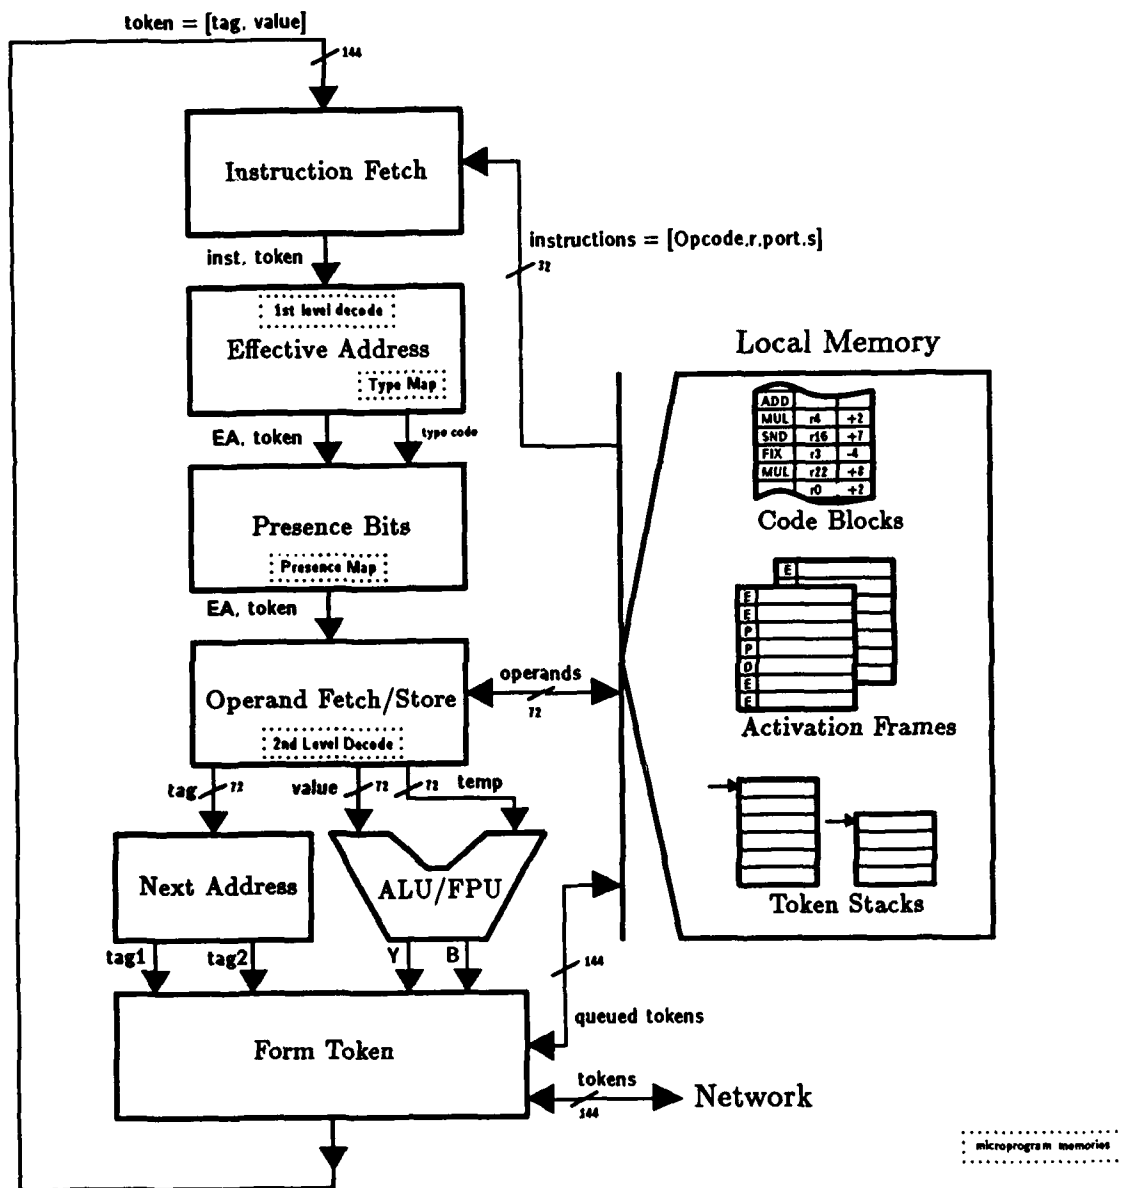 token = [tag, value]
144
Instruction Fetch
inst, token
instructions = [Opcode,r,port,s]
32
1st level decode
Effective Address
Type Map
EA, token
type code
Presence Bits
Presence Map
EA, token
Operand Fetch/Store
2nd Level Decode
operands
72
tag
72
value
72
72
temp
Next Address
ALU/FPU
tag1
tag2
Y
B
Form Token
144
queued tokens
tokens
144
Network
Local Memory
ADD
MUL r4 +2
SND r16 +7
FIX r3 -4
MUL r22 +8
r0 +2
Code Blocks
E
E
E
P
P
D
E
E
Activation Frames
Token Stacks
microprogram memories